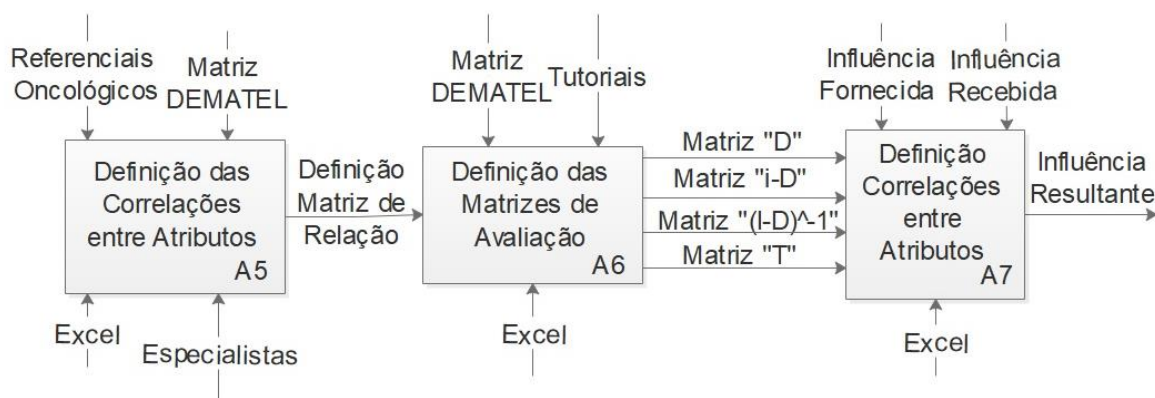 Referenciais
Oncológicos
Matriz
DEMATEL
Definição das
Correlações
entre Atributos
A5
Excel
Especialistas
Definição
Matriz de
Relação
Matriz
DEMATEL
Tutoriais
Definição das
Matrizes de
Avaliação
A6
Excel
Matriz "D"
Matriz "i-D"
Matriz "(I-D)^-1"
Matriz "T"
Influência
Fornecida
Influência
Recebida
Definição
Correlações
entre
Atributos
A7
Excel
Influência
Resultante